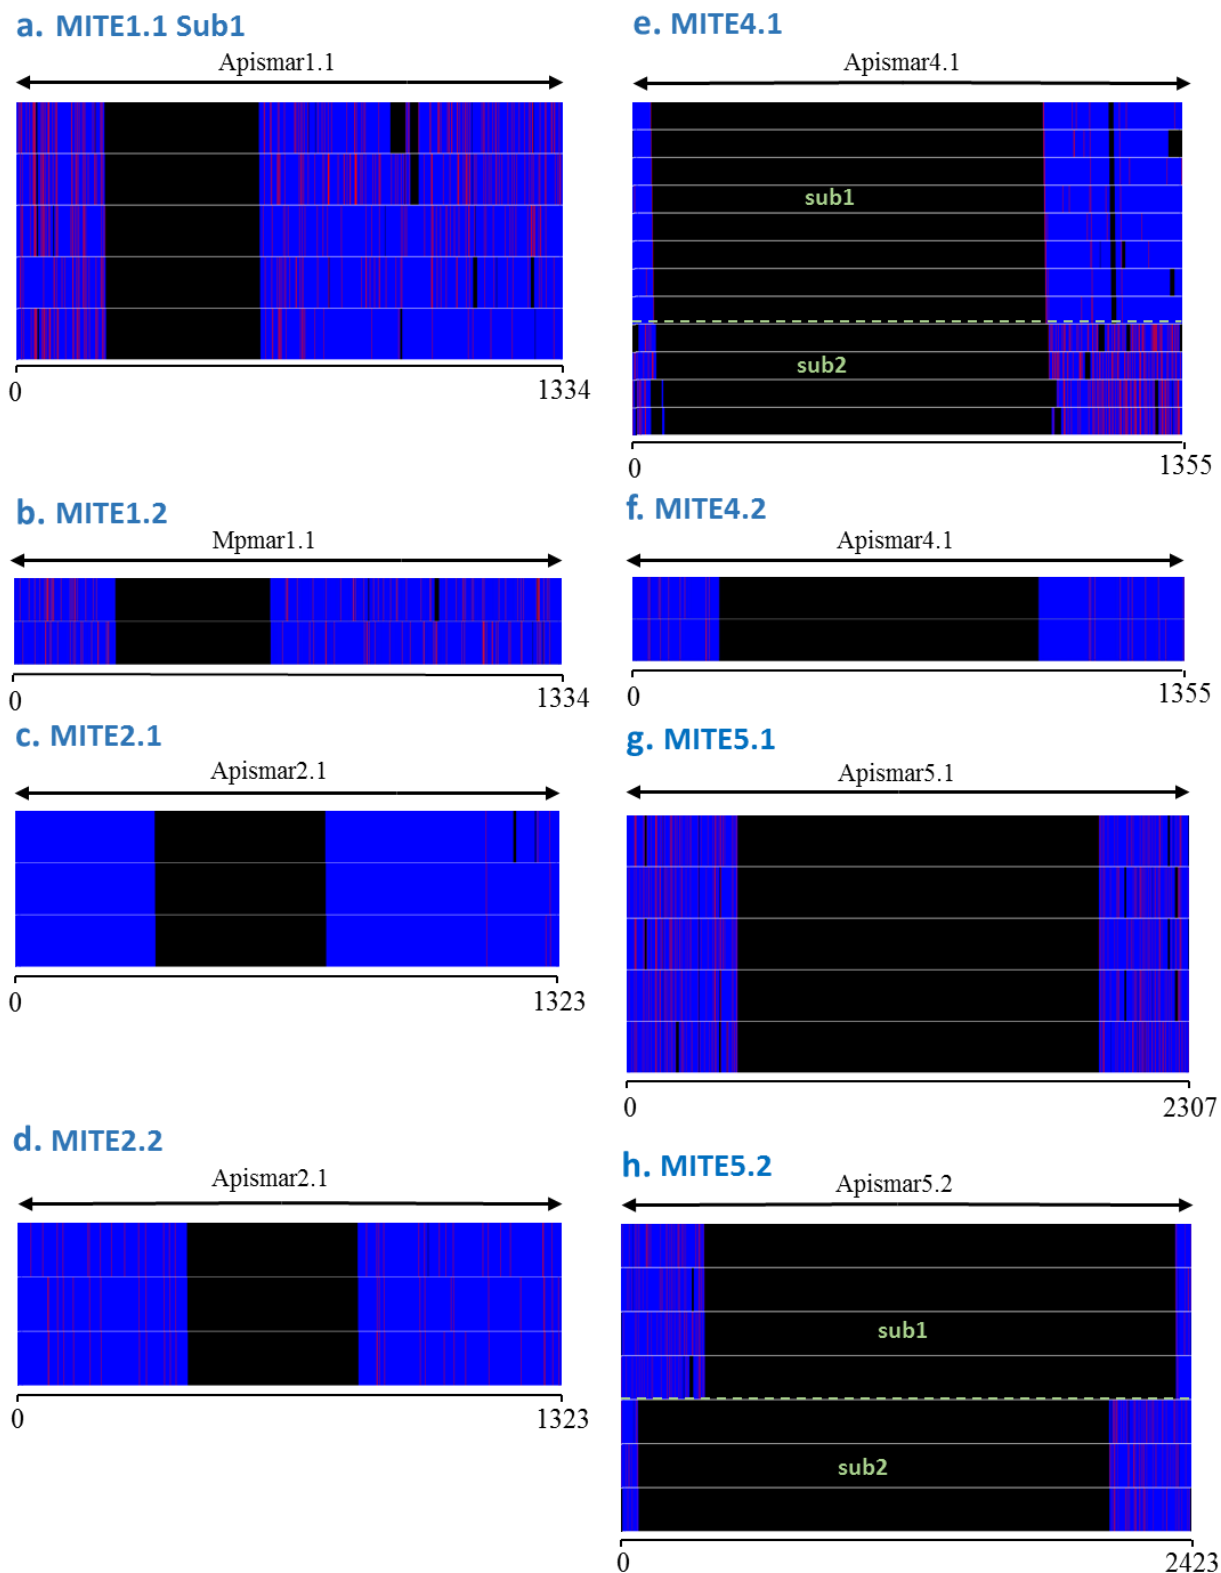 a. MITE1.1 Sub1
Apismar1.1
0 1334
b. MITE1.2
Mpmar1.1
0 1334
c. MITE2.1
Apismar2.1
0 1323
d. MITE2.2
Apismar2.1
0 1323
e. MITE4.1
Apismar4.1
sub1
sub2
0 1355
f. MITE4.2
Apismar4.1
0 1355
g. MITE5.1
Apismar5.1
0 2307
h. MITE5.2
Apismar5.2
sub1
sub2
0 2423